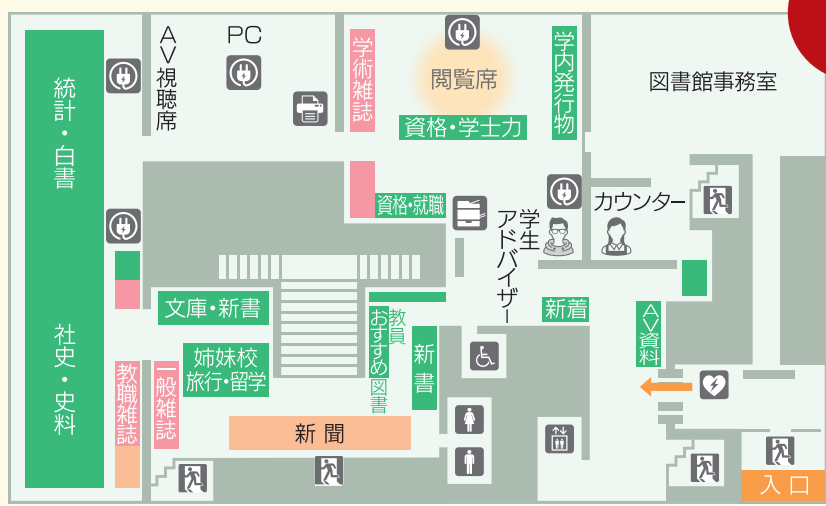 統計・白書
社史・史料
AV視聴席
PC
学術雑誌
閲覧席
資格・学士力
学内発行物
図書館事務室
資格・就職
学生
アドバイザー
カウンター
文庫・新書
姉妹校
旅行・留学
教職雑誌
一般雑誌
新聞
教員
おすすめ
図書
新書
新着
AV資料
入口